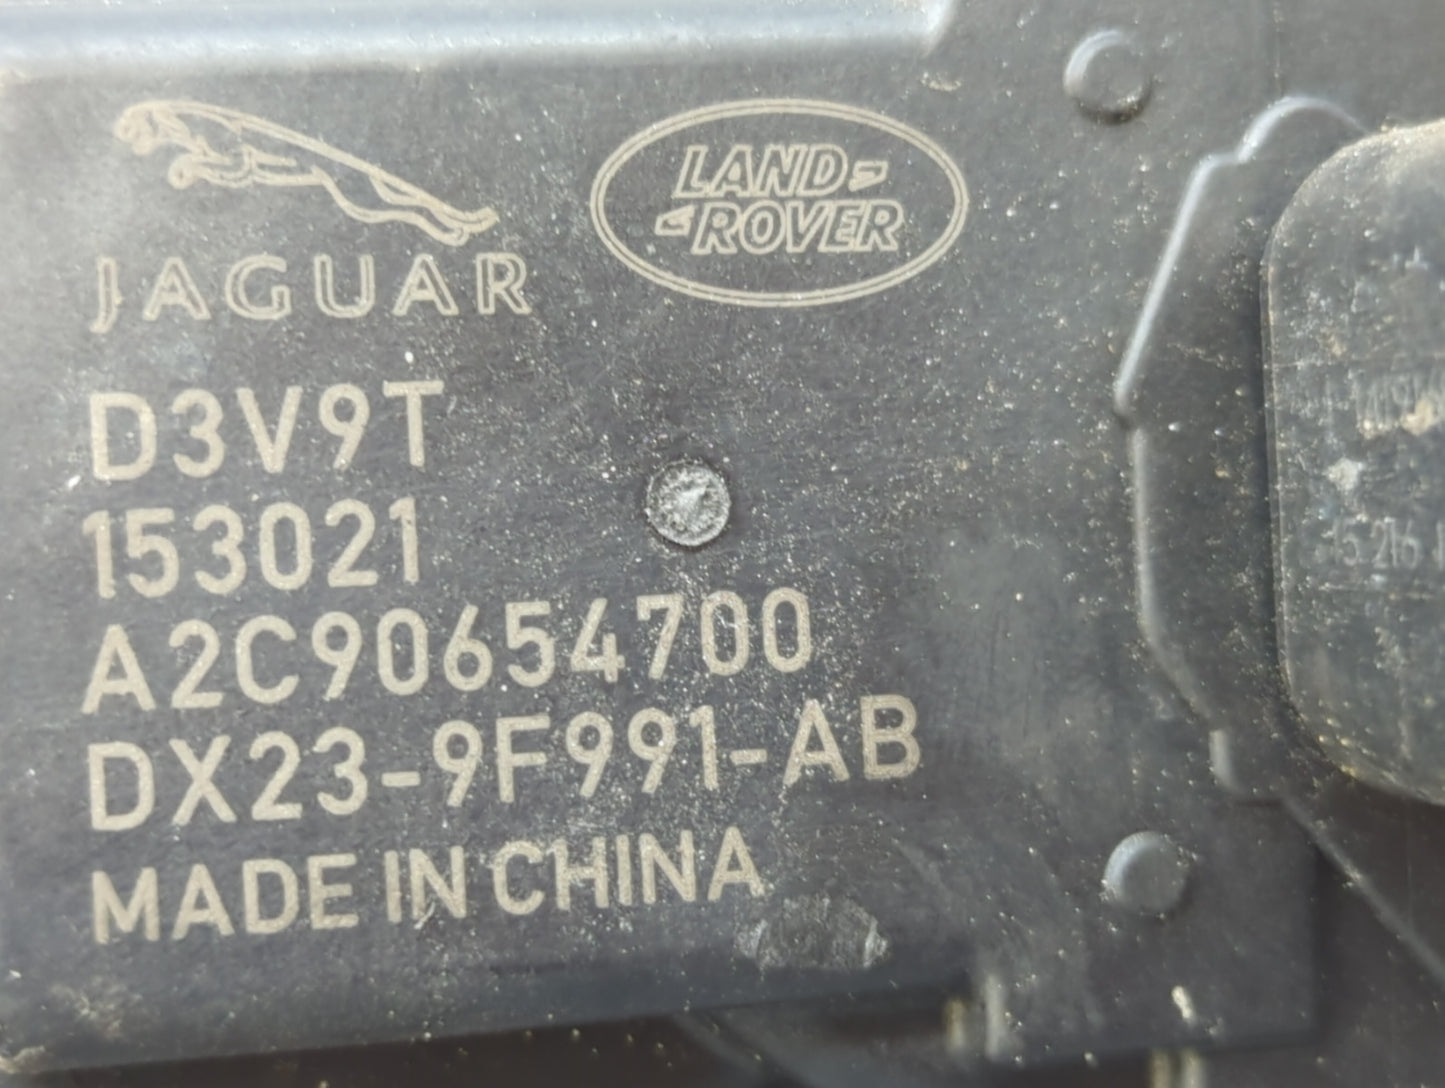 JAGUAR
LAND-
-ROVER
D3V9T
153021
A2C90654700
DX23-9F991-AB
MADE IN CHINA